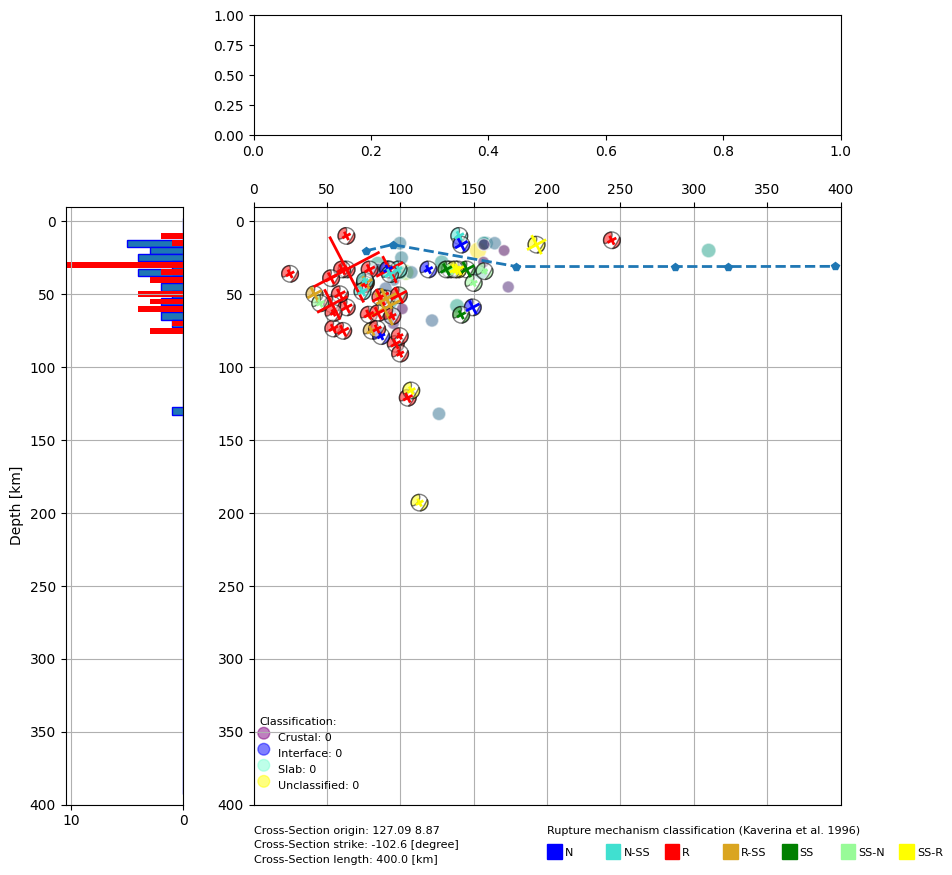 1.00
0.75
0.50
0.25
0.00
0.0 0.2 0.4 0.6 0.8 1.0
0 50 100 150 200 250 300 350 400
0 0
50 50
100 100
150 150
200 200
250 250
300 300
350 350
400 400
Depth [km]
10 0
Classification:
Crustal: 0
Interface: 0
Slab: 0
Unclassified: 0
Cross-Section origin: 127.09 8.87
Cross-Section strike: -102.6 [degree]
Cross-Section length: 400.0 [km]
Rupture mechanism classification (Kaverina et al. 1996)
N N-SS R R-SS SS SS-N SS-R